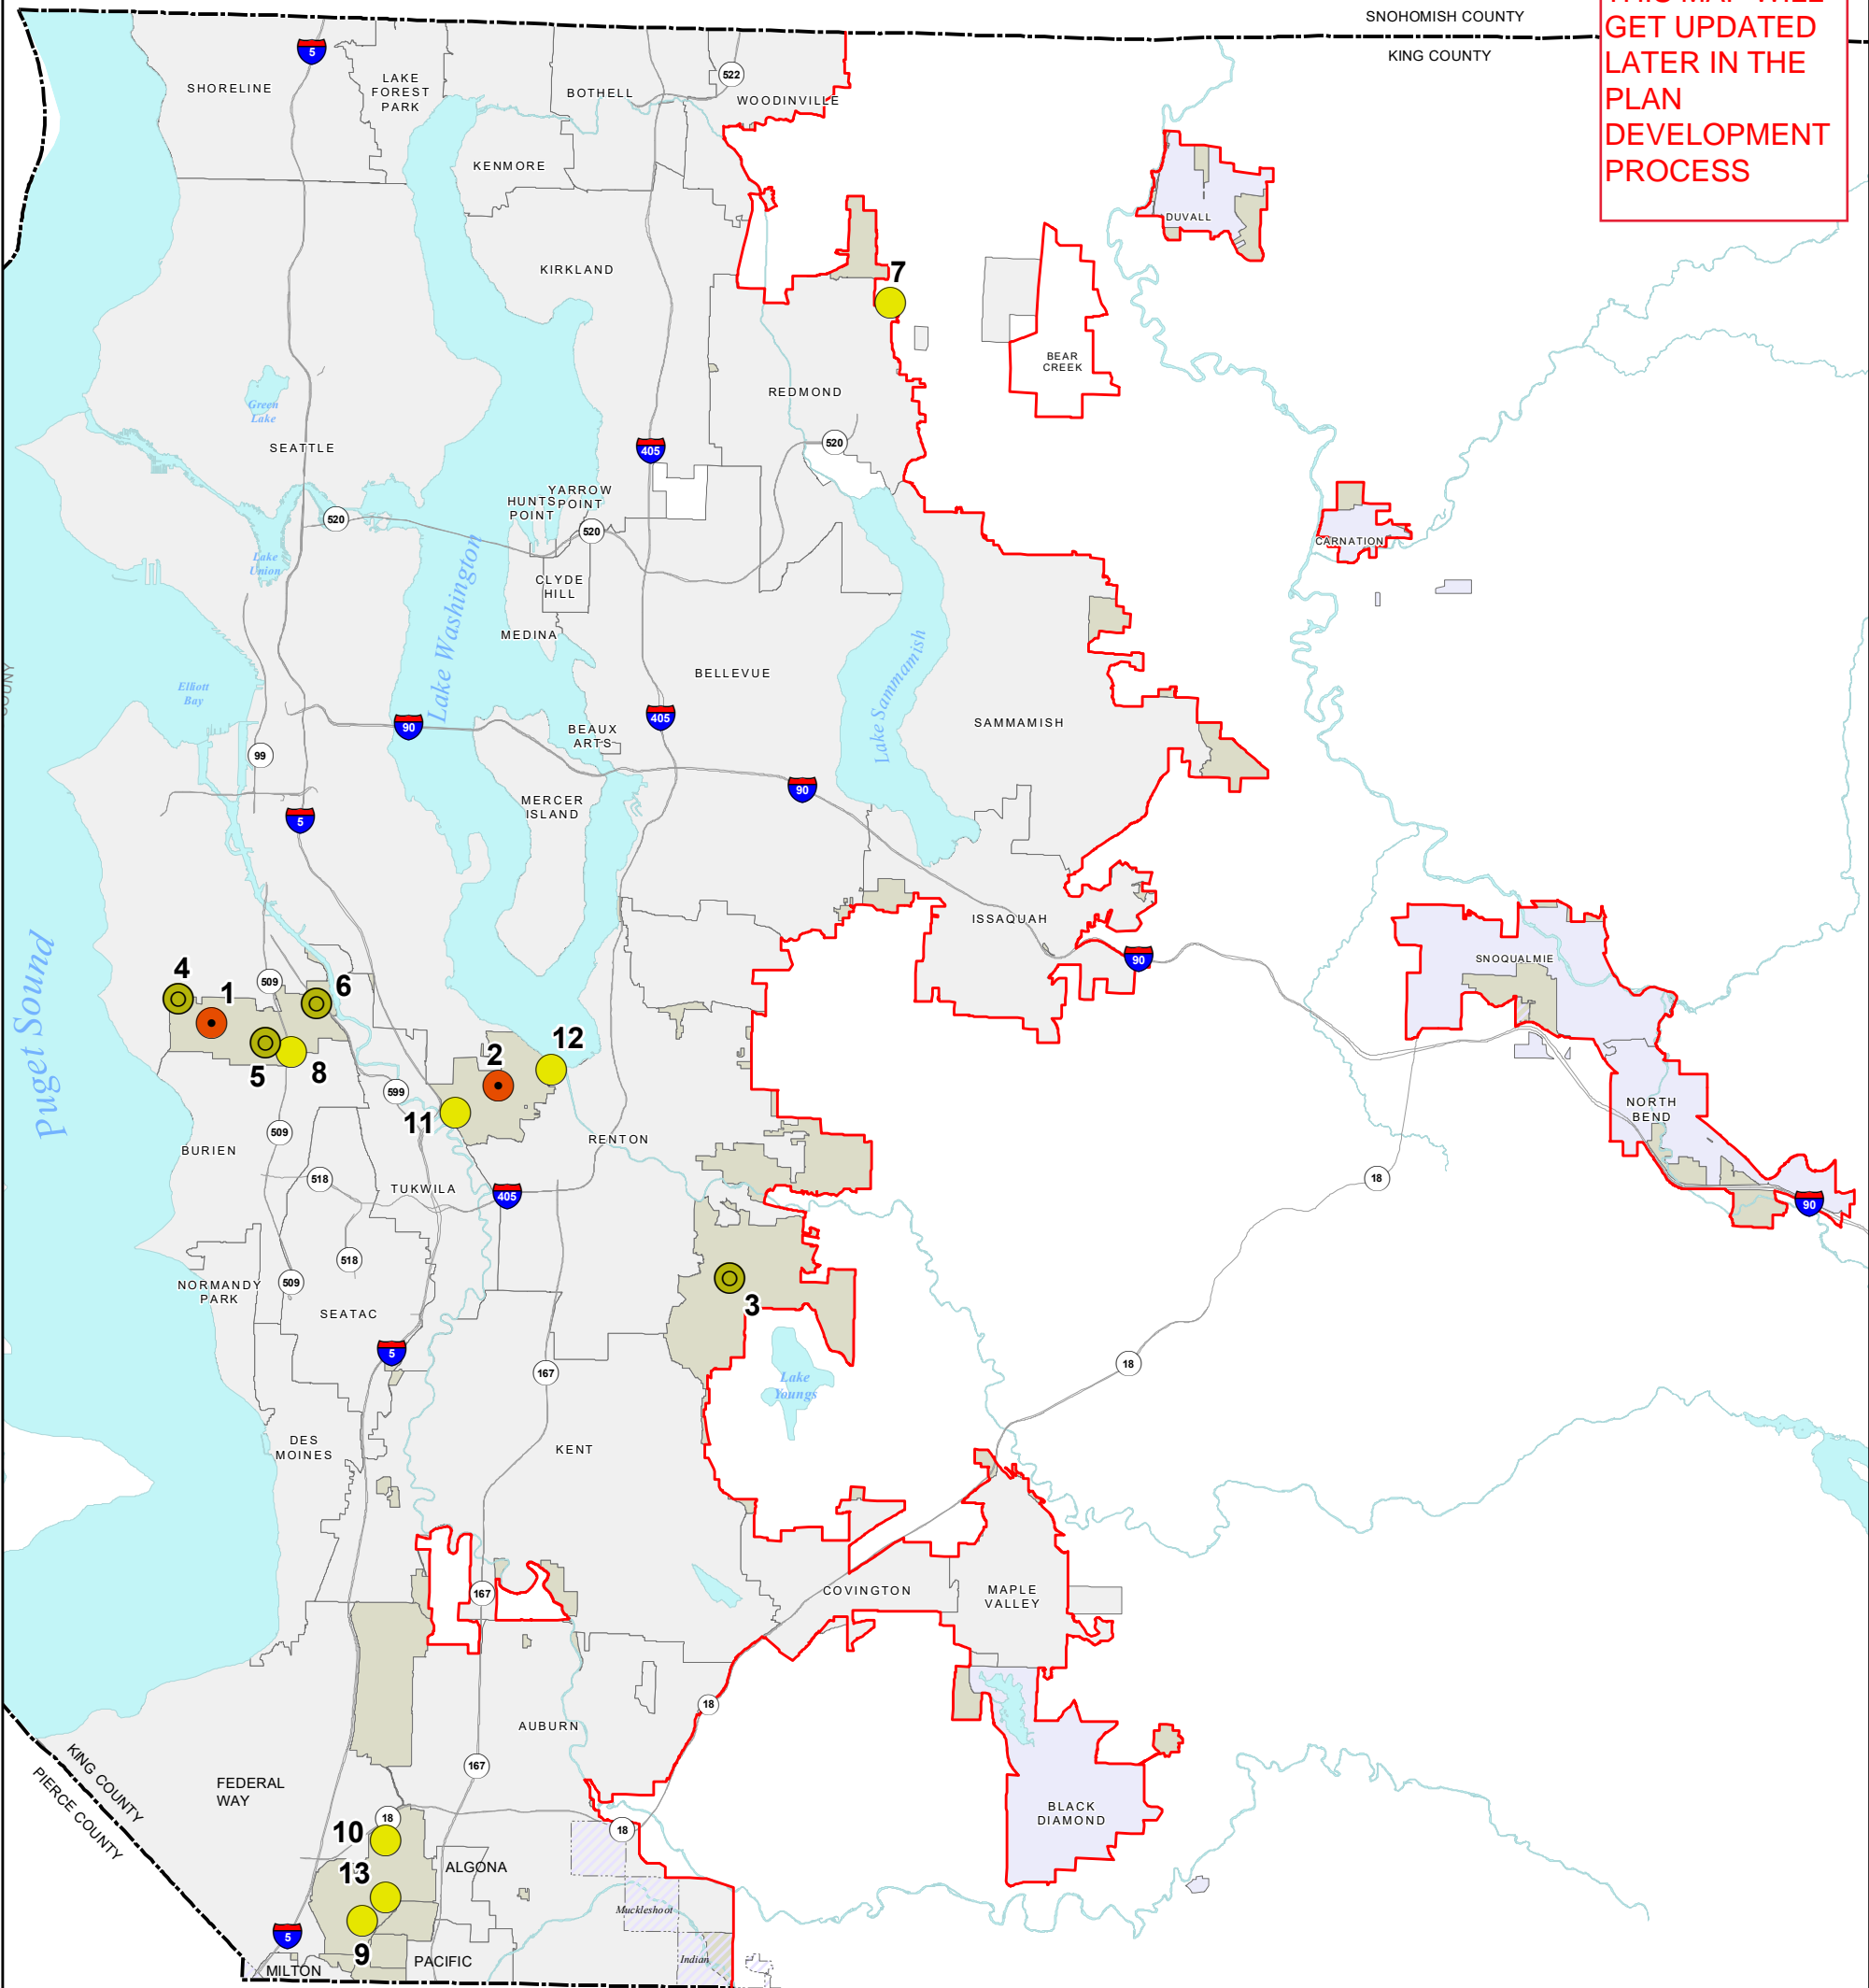 SNOHOMISH COUNTY
KING COUNTY
THIS MAP WILL
GET UPDATED
LATER IN THE
PLAN
DEVELOPMENT
PROCESS
5
SHORELINE
LAKE
FOREST
PARK
BOTHELL
522
WOODINVILLE
KENMORE
DUVALL
KIRKLAND
7
BEAR
CREEK
REDMOND
Green
Lake
SEATTLE
405
520
HUNTS
POINT
YARROW
POINT
520
520
CARNATION
Lake
Union
CLYDE
HILL
MEDINA
Lake Washington
Lake Sammamish
BELLEVUE
Elliott
Bay
SAMMAMISH
90
405
BEAUX
ARTS
99
90
MERCER
ISLAND
5
ISSAQUAH
90
SNOQUALMIE
Puget Sound
4
1
509
6
5
8
2
12
599
11
NORTH
BEND
509
BURIEN
RENTON
518
TUKWILA
405
18
90
518
NORMANDY
PARK
509
SEATAC
3
5
167
18
Lake
Youngs
DES
MOINES
KENT
167
COVINGTON
MAPLE
VALLEY
18
AUBURN
KING COUNTY
PIERCE COUNTY
FEDERAL
WAY
167
BLACK
DIAMOND
18
10
18
13
ALGONA
Muckleshoot
5
9
MILTON
PACIFIC
Indian